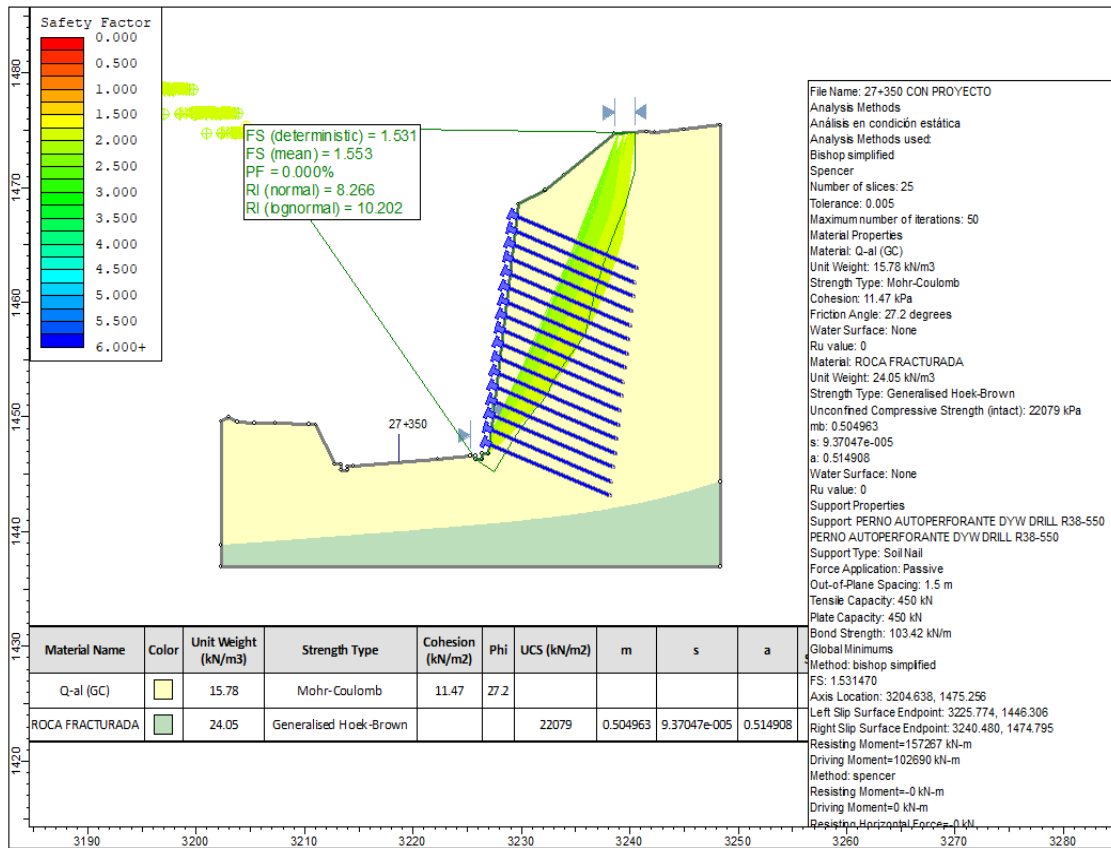 Safety Factor
0.000
0.500
1.000
1.500
2.000
2.500
3.000
3.500
4.000
4.500
5.000
5.500
6.000+
1480
1470
1460
1450
1440
1430
1420
FS (deterministic) = 1.531
FS (mean) = 1.553
PF = 0.000%
RI (normal) = 8.266
RI (lognormal) = 10.202
27+350
File Name: 27+350 CON PROYECTO
Analysis Methods
Análisis en condición estática
Analysis Methods used:
Bishop simplified
Spencer
Number of slices: 25
Tolerance: 0.005
Maximum number of iterations: 50
Material Properties
Material: Q-al (GC)
Unit Weight: 15.78 kN/m3
Strength Type: Mohr-Coulomb
Cohesion: 11.47 kPa
Friction Angle: 27.2 degrees
Water Surface: None
Ru value: 0
Material: ROCA FRACTURADA
Unit Weight: 24.05 kN/m3
Strength Type: Generalised Hoek-Brown
Unconfined Compressive Strength (intact): 22079 kPa
mb: 0.504963
s: 9.37047e-005
a: 0.514908
Water Surface: None
Ru value: 0
Support Properties
Support: PERNO AUTOPERFORANTE DYW DRILL R38-550
PERNO AUTOPERFORANTE DYW DRILL R38-550
Support Type: Soil Nail
Force Application: Passive
Out-of-Plane Spacing: 1.5 m
Tensile Capacity: 450 kN
Plate Capacity: 450 kN
Bond Strength: 103.42 kN/m
Global Minimums
Method: bishop simplified
FS: 1.531470
Axis Location: 3204.638, 1475.256
Left Slip Surface Endpoint: 3225.774, 1446.306
Right Slip Surface Endpoint: 3240.480, 1474.795
Resisting Moment=157267 kN-m
Driving Moment=102690 kN-m
Method: spencer
Resisting Moment=-0 kN-m
Driving Moment=0 kN-m
Resisting Horizontal Force=-0 kN
Material Name Color Unit Weight (kN/m3) Strength Type Cohesion (kN/m2) Phi UCS (kN/m2) m s a
Q-al (GC) 15.78 Mohr-Coulomb 11.47 27.2
ROCA FRACTURADA 24.05 Generalised Hoek-Brown 22079 0.504963 9.37047e-005 0.514908
3190 3200 3210 3220 3230 3240 3250 3260 3270 3280